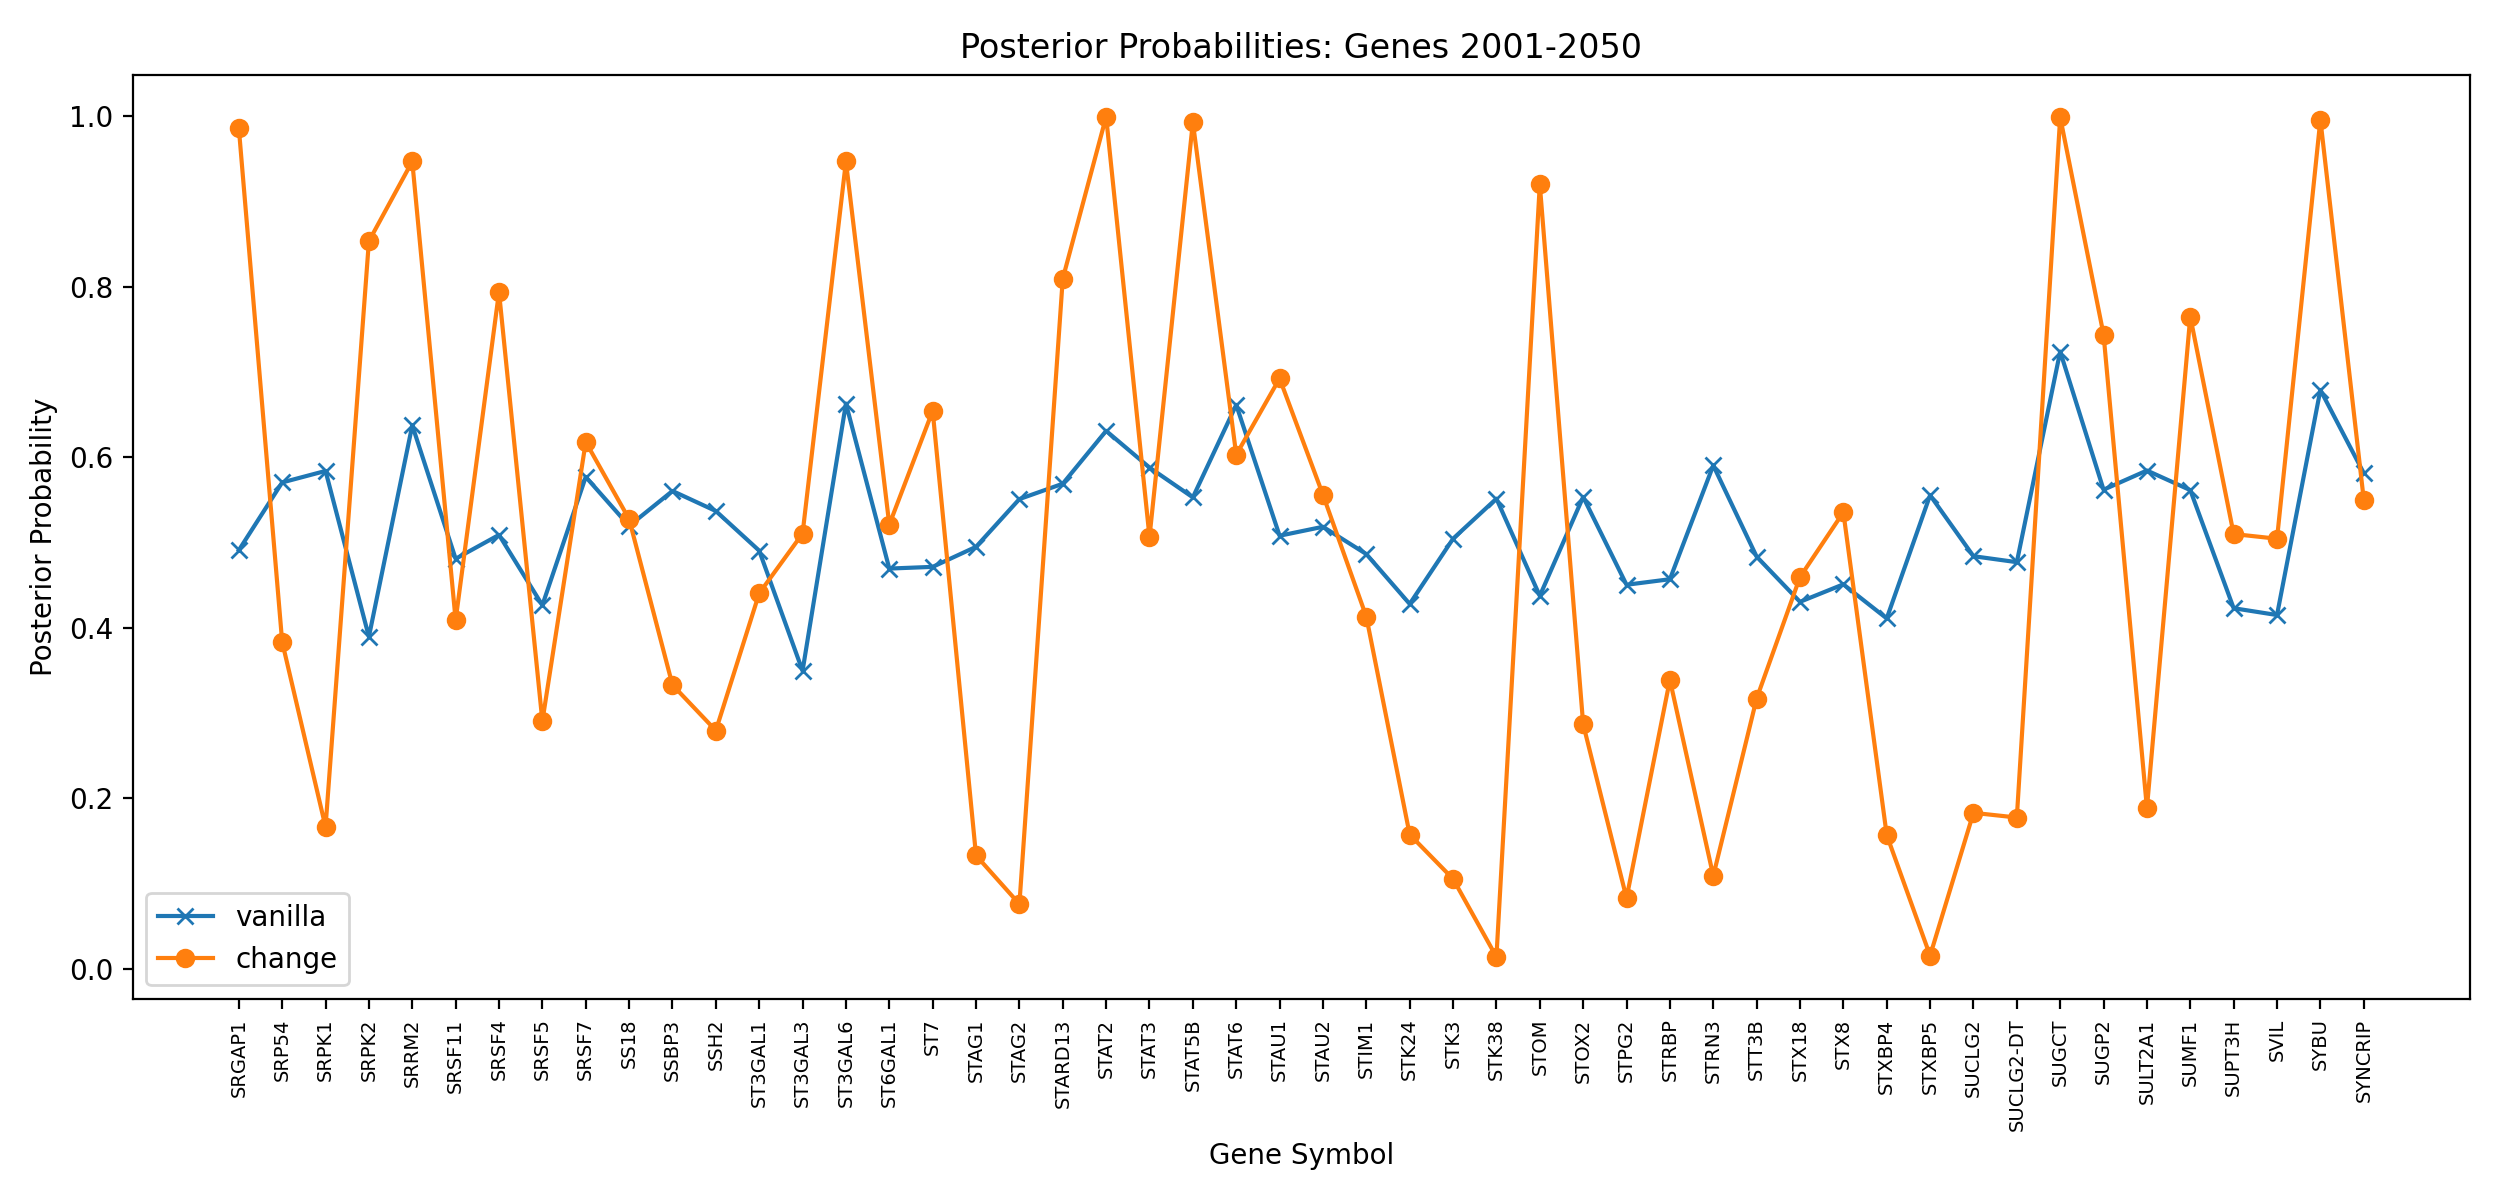 Posterior Probabilities: Genes 2001-2050
Posterior Probability
1.0
0.8
0.6
0.4
0.2
0.0
vanilla
change
SRGAP1
SRP54
SRPK1
SRPK2
SRRM2
SRSF11
SRSF4
SRSF5
SRSF7
SS18
SSBP3
SSH2
ST3GAL1
ST3GAL3
ST3GAL6
ST6GAL1
ST7
STAG1
STAG2
STARD13
STAT2
STAT3
STAT5B
STAT6
STAU1
STAU2
STIM1
STK24
STK3
STK38
STOM
STOX2
STPG2
STRBP
STRN3
STT3B
STX18
STX8
STXBP4
STXBP5
SUCLG2
SUCLG2-DT
SUGCT
SUGP2
SULT2A1
SUMF1
SUPT3H
SVIL
SYBU
SYNCRIP
Gene Symbol